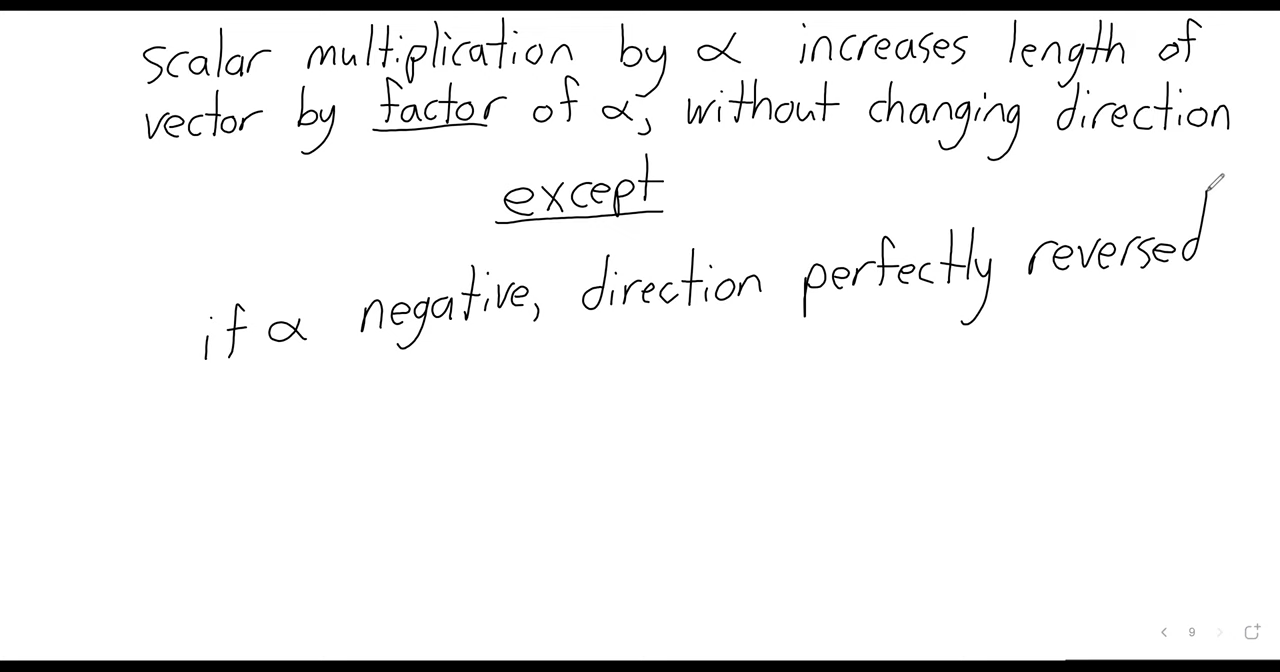 scalar multiplication by α increases length of
vector by factor of α, without changing direction
except
if α negative, direction perfectly reversed
9